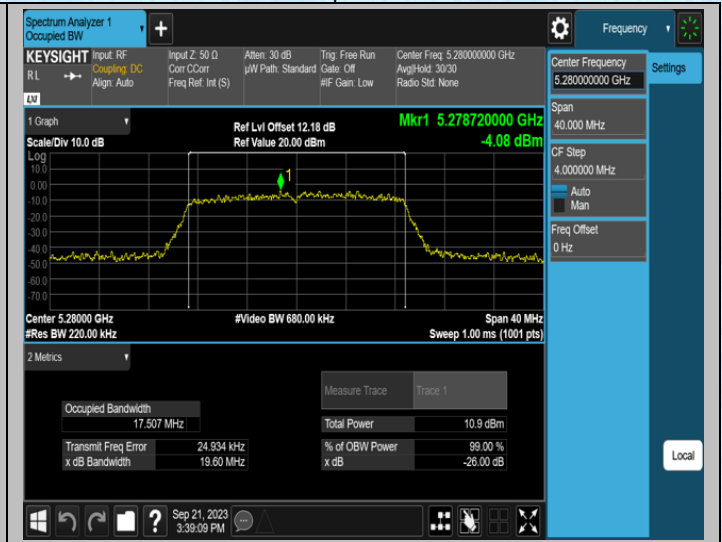 Spectrum Analyzer 1
Occupied BW
KEYSIGHT
RL
Input: RF
Coupling: DC
Align: Auto
Input Z: 50 Ω
Corr CCorr
Freq Ref: Int (S)
Atten: 30 dB
µW Path: Standard
Trig: Free Run
Gate: Off
#IF Gain: Low
Center Freq: 5.280000000 GHz
Avg|Hold: 30/30
Radio Std: None
LXI
1 Graph
Scale/Div 10.0 dB
Ref Lvl Offset 12.18 dB
Ref Value 20.00 dBm
Mkr1 5.278720000 GHz
-4.08 dBm
Log
10.0
0.00
-10.0
-20.0
-30.0
-40.0
-50.0
-60.0
-70.0
1
Center 5.28000 GHz
#Video BW 680.00 kHz
Span 40 MHz
#Res BW 220.00 kHz
Sweep 1.00 ms (1001 pts)
2 Metrics
Measure Trace
Trace 1
Occupied Bandwidth
17.507 MHz
Total Power
10.9 dBm
Transmit Freq Error
24.934 kHz
% of OBW Power
99.00 %
x dB Bandwidth
19.60 MHz
x dB
-26.00 dB
Sep 21, 2023
3:39:09 PM
?
Frequency
Settings
Center Frequency
5.280000000 GHz
Span
40.000 MHz
CF Step
4.000000 MHz
Auto
Man
Freq Offset
0 Hz
Local